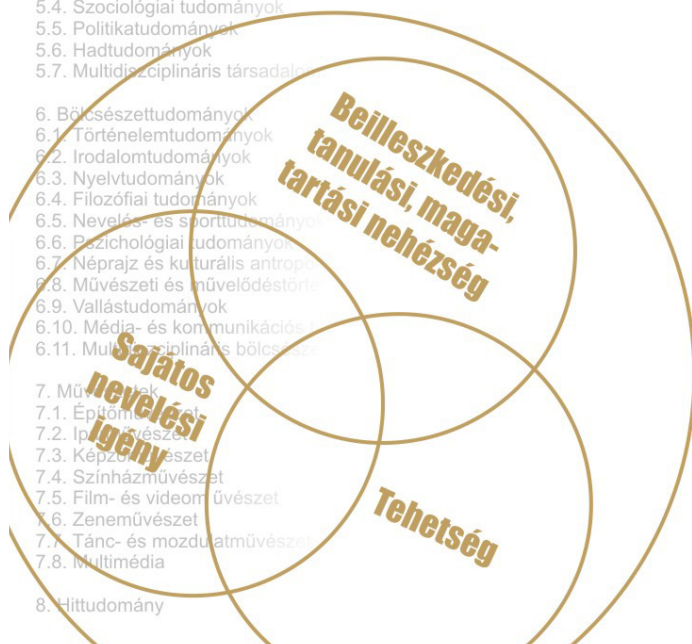 5.4. Szociológiai tudományok
5.5. Politikatudományok
5.6. Hadtudományok
5.7. Multidiszciplináris
6. Bölcsészettudományok
6.1. Történelemtudományok
6.2. Irodalomtudományok
6.3. Nyelvtudományok
6.4. Filozófiai tudományok
6.5. Nevelés- és sporttudományok
6.6. Pszichológiai tudományok
6.7. Néprajz és kulturális
6.8. Művészeti és
6.9. Vallástudományok
6.10. Média- és kommunikációs
6.11. Multidiszciplináris
7. Művészetek
7.1. Építőművészet
7.2. Iparművészet
7.3. Képzőművészet
7.4. Színházművészet
7.5. Film- és videoművészet
7.6. Zeneművészet
7.7. Tánc- és mozdulatművészet
7.8. Multimédia
8. Hittudomány
Beilleszkedési,
tanulási, maga-
tartási nehézség
Sajátos
nevelési
igény
Tehetség